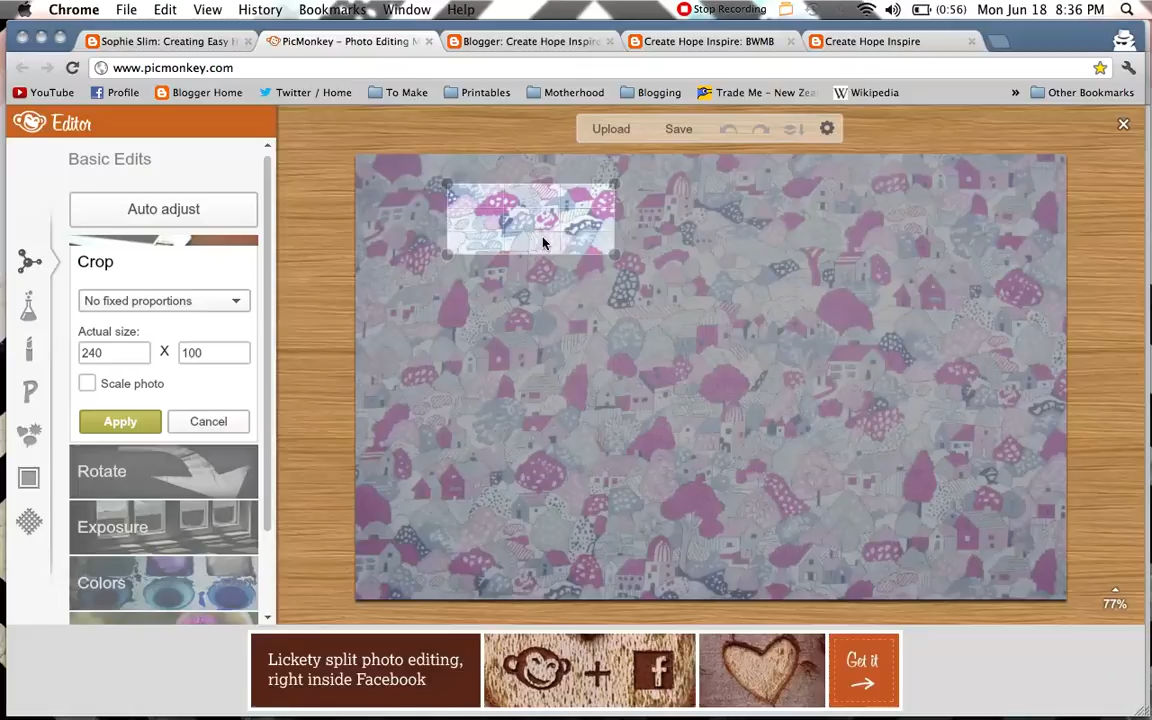 Chrome File Edit View History Bookmarks Window Help Stop Recording (0:56) Mon Jun 18 8:36 PM
Sophie Slim: Creating Easy PicMonkey – Photo Editing M Blogger: Create Hope Inspire Create Hope Inspire: BWMB Create Hope Inspire
www.picmonkey.com
YouTube Profile Blogger Home Twitter / Home To Make Printables Motherhood Blogging Trade Me – New Zea Wikipedia » Other Bookmarks
Editor
Upload Save
Basic Edits
Auto adjust
Crop
No fixed proportions
Actual size:
240 X 100
Scale photo
Apply Cancel
Rotate
Exposure
Colors
77%
Lickety split photo editing,
right inside Facebook
Get it